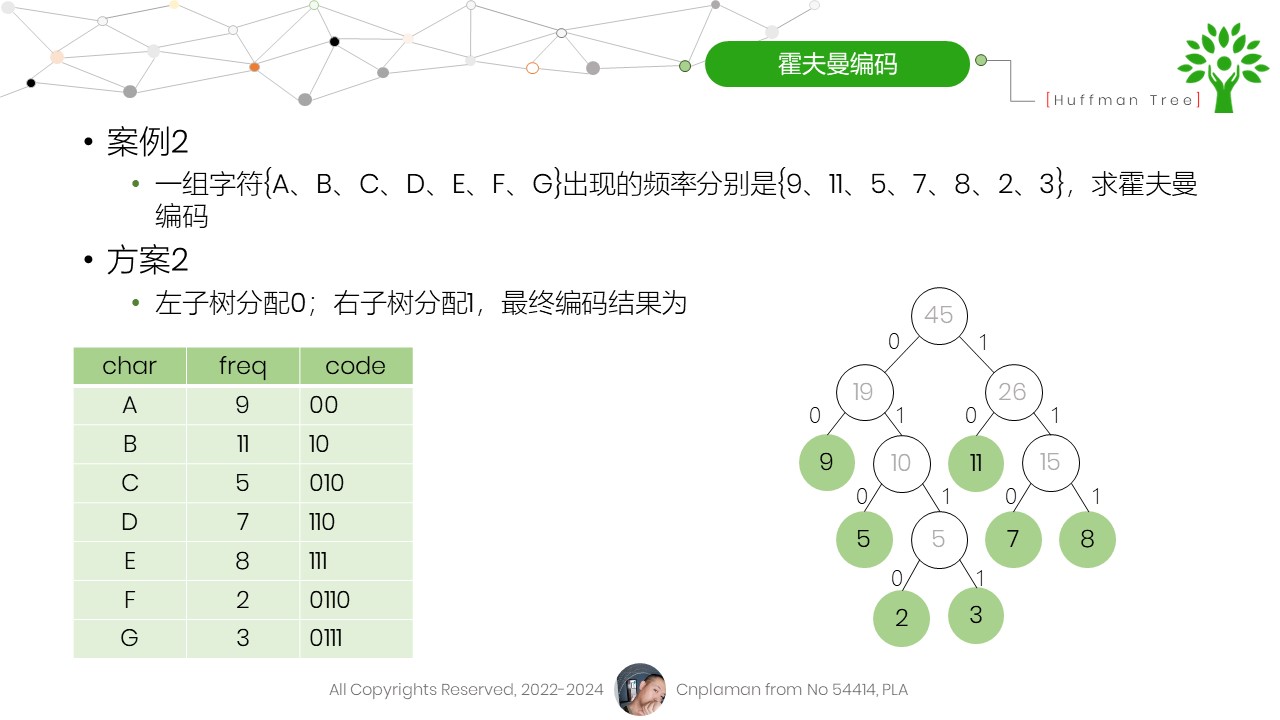 霍夫曼编码
[Huffman Tree]
• 案例2
• 一组字符{A、B、C、D、E、F、G}出现的频率分别是{9、11、5、7、8、2、3}，求霍夫曼
编码
• 方案2
• 左子树分配0；右子树分配1，最终编码结果为
char freq code
A 9 00
B 11 10
C 5 010
D 7 110
E 8 111
F 2 0110
G 3 0111
45
0 1
19 26
0 1 0 1
9 10 11 15
0 1 0 1
5 5 7 8
0 1
2 3
All Copyrights Reserved, 2022-2024 Cnplaman from No 54414, PLA